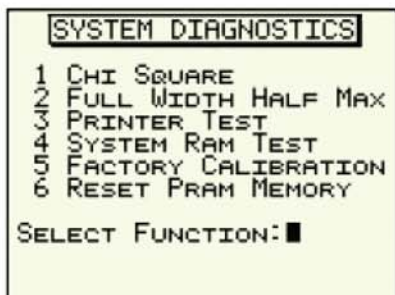 SYSTEM DIAGNOSTICS
1 CHI SQUARE
2 FULL WIDTH HALF MAX
3 PRINTER TEST
4 SYSTEM RAM TEST
5 FACTORY CALIBRATION
6 RESET PRAM MEMORY
SELECT FUNCTION: